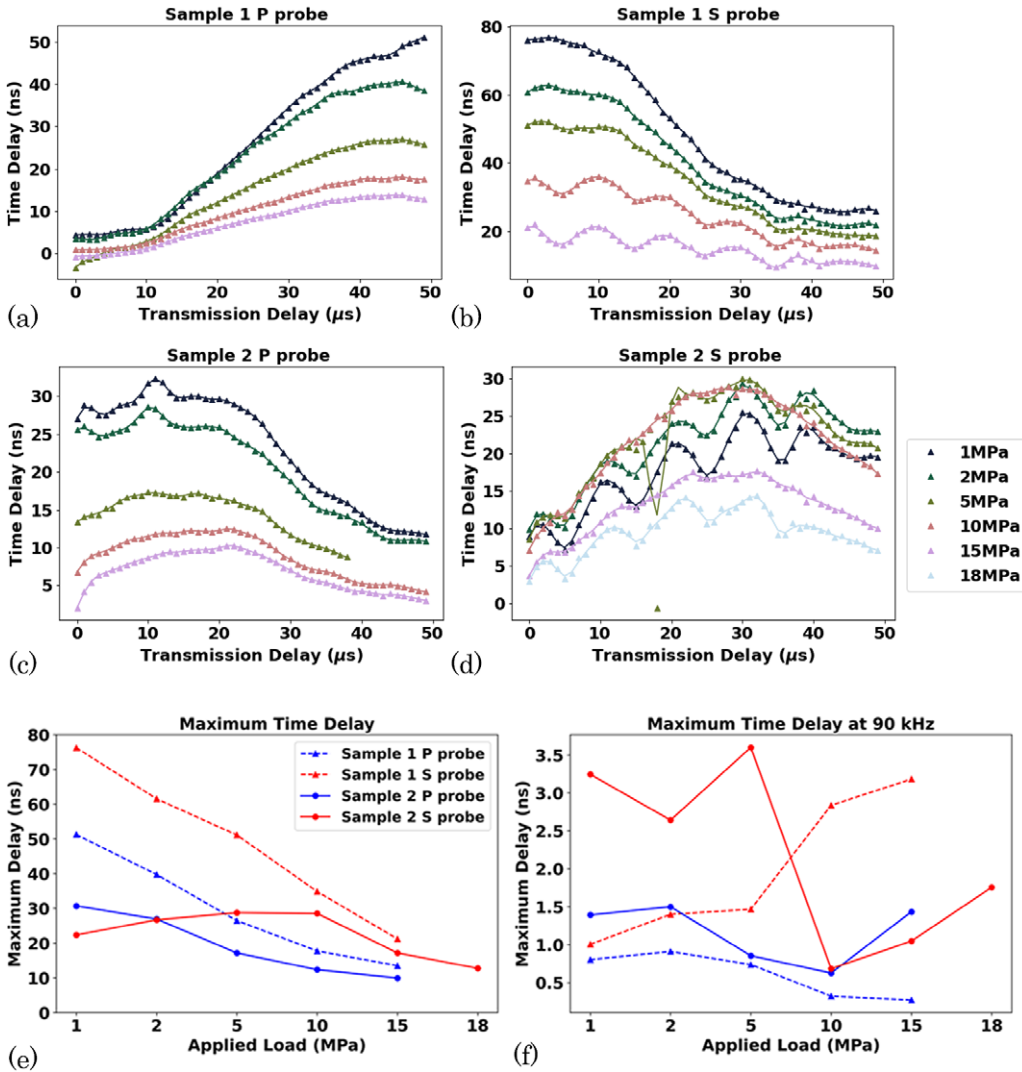 Sample 1 P probe
Time Delay (ns)
50
40
30
20
10
0
0 10 20 30 40 50
Transmission Delay (μs)
(a)
Sample 1 S probe
Time Delay (ns)
80
60
40
20
0 10 20 30 40 50
Transmission Delay (μs)
(b)
Sample 2 P probe
Time Delay (ns)
30
25
20
15
10
5
0 10 20 30 40 50
Transmission Delay (μs)
(c)
Sample 2 S probe
Time Delay (ns)
30
25
20
15
10
5
0
0 10 20 30 40 50
Transmission Delay (μs)
(d)
1MPa
2MPa
5MPa
10MPa
15MPa
18MPa
Maximum Time Delay
Maximum Delay (ns)
80
70
60
50
40
30
20
10
0
Sample 1 P probe
Sample 1 S probe
Sample 2 P probe
Sample 2 S probe
1 2 5 10 15 18
Applied Load (MPa)
(e)
Maximum Time Delay at 90 kHz
Maximum Delay (ns)
3.5
3.0
2.5
2.0
1.5
1.0
0.5
1 2 5 10 15 18
Applied Load (MPa)
(f)